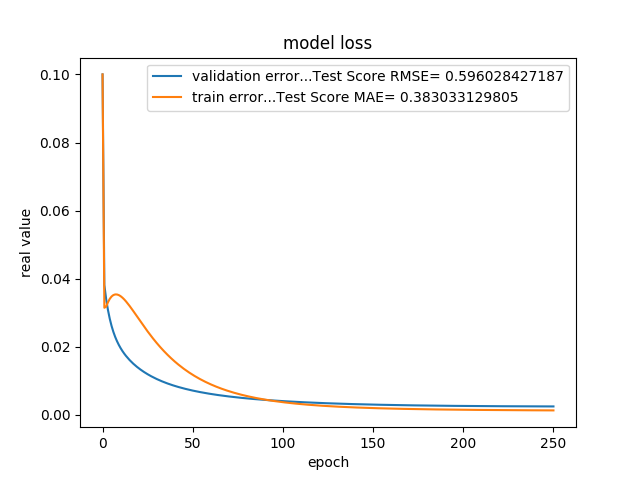 model loss
validation error...Test Score RMSE= 0.596028427187
train error...Test Score MAE= 0.383033129805
0.10
0.08
0.06
0.04
0.02
0.00
real value
0 50 100 150 200 250
epoch